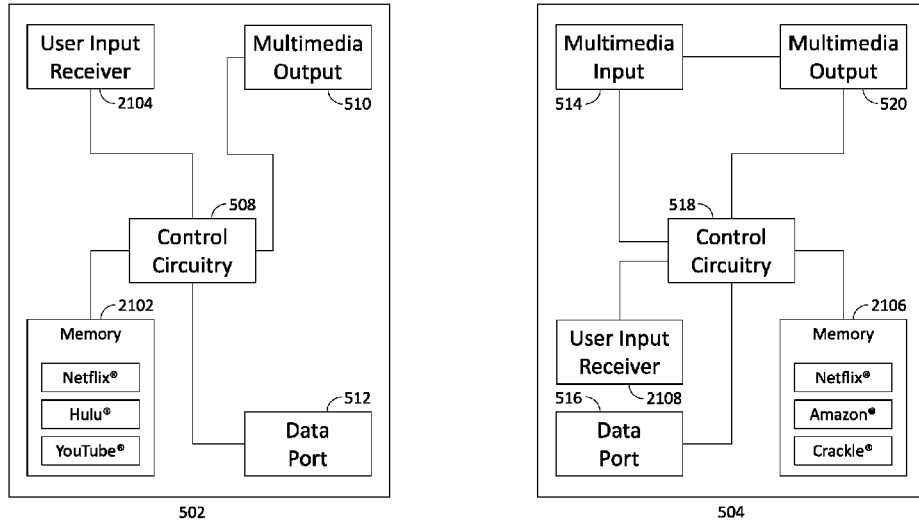 User Input
Receiver
2104
Multimedia
Output
510
508
Control
Circuitry
2102
Memory
Netflix®
Hulu®
YouTube®
512
Data
Port
502
Multimedia
Input
514
Multimedia
Output
520
518
Control
Circuitry
User Input
Receiver
2108
516
Data
Port
2106
Memory
Netflix®
Amazon®
Crackle®
504